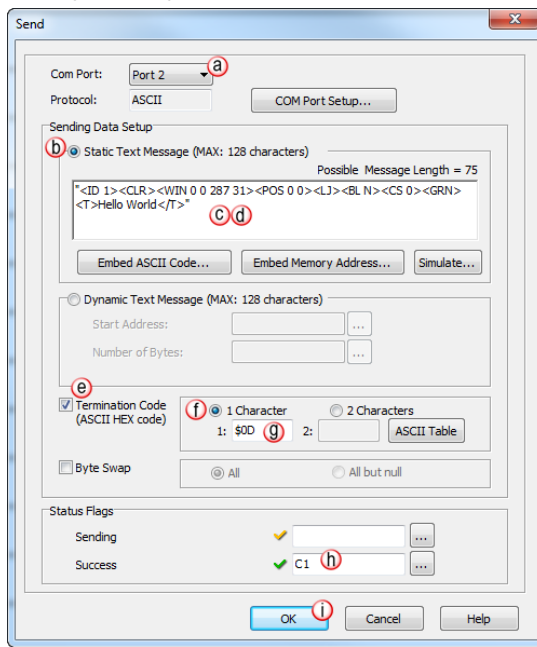 Send
Com Port: Port 2 a
Protocol: ASCII COM Port Setup...
Sending Data Setup
b Static Text Message (MAX: 128 characters)
Possible Message Length = 75
"<ID 1><CLR><WIN 0 0 287 31><POS 0 0><LJ><BL N><CS 0><GRN>
<T>Hello World</T>"
c d
Embed ASCII Code... Embed Memory Address... Simulate...
Dynamic Text Message (MAX: 128 characters)
Start Address: ...
Number of Bytes: ...
e
Termination Code f 1 Character 2 Characters
(ASCII HEX code) 1: $0D g 2: ASCII Table
Byte Swap All All but null
Status Flags
Sending ...
Success C1 h ...
OK i Cancel Help